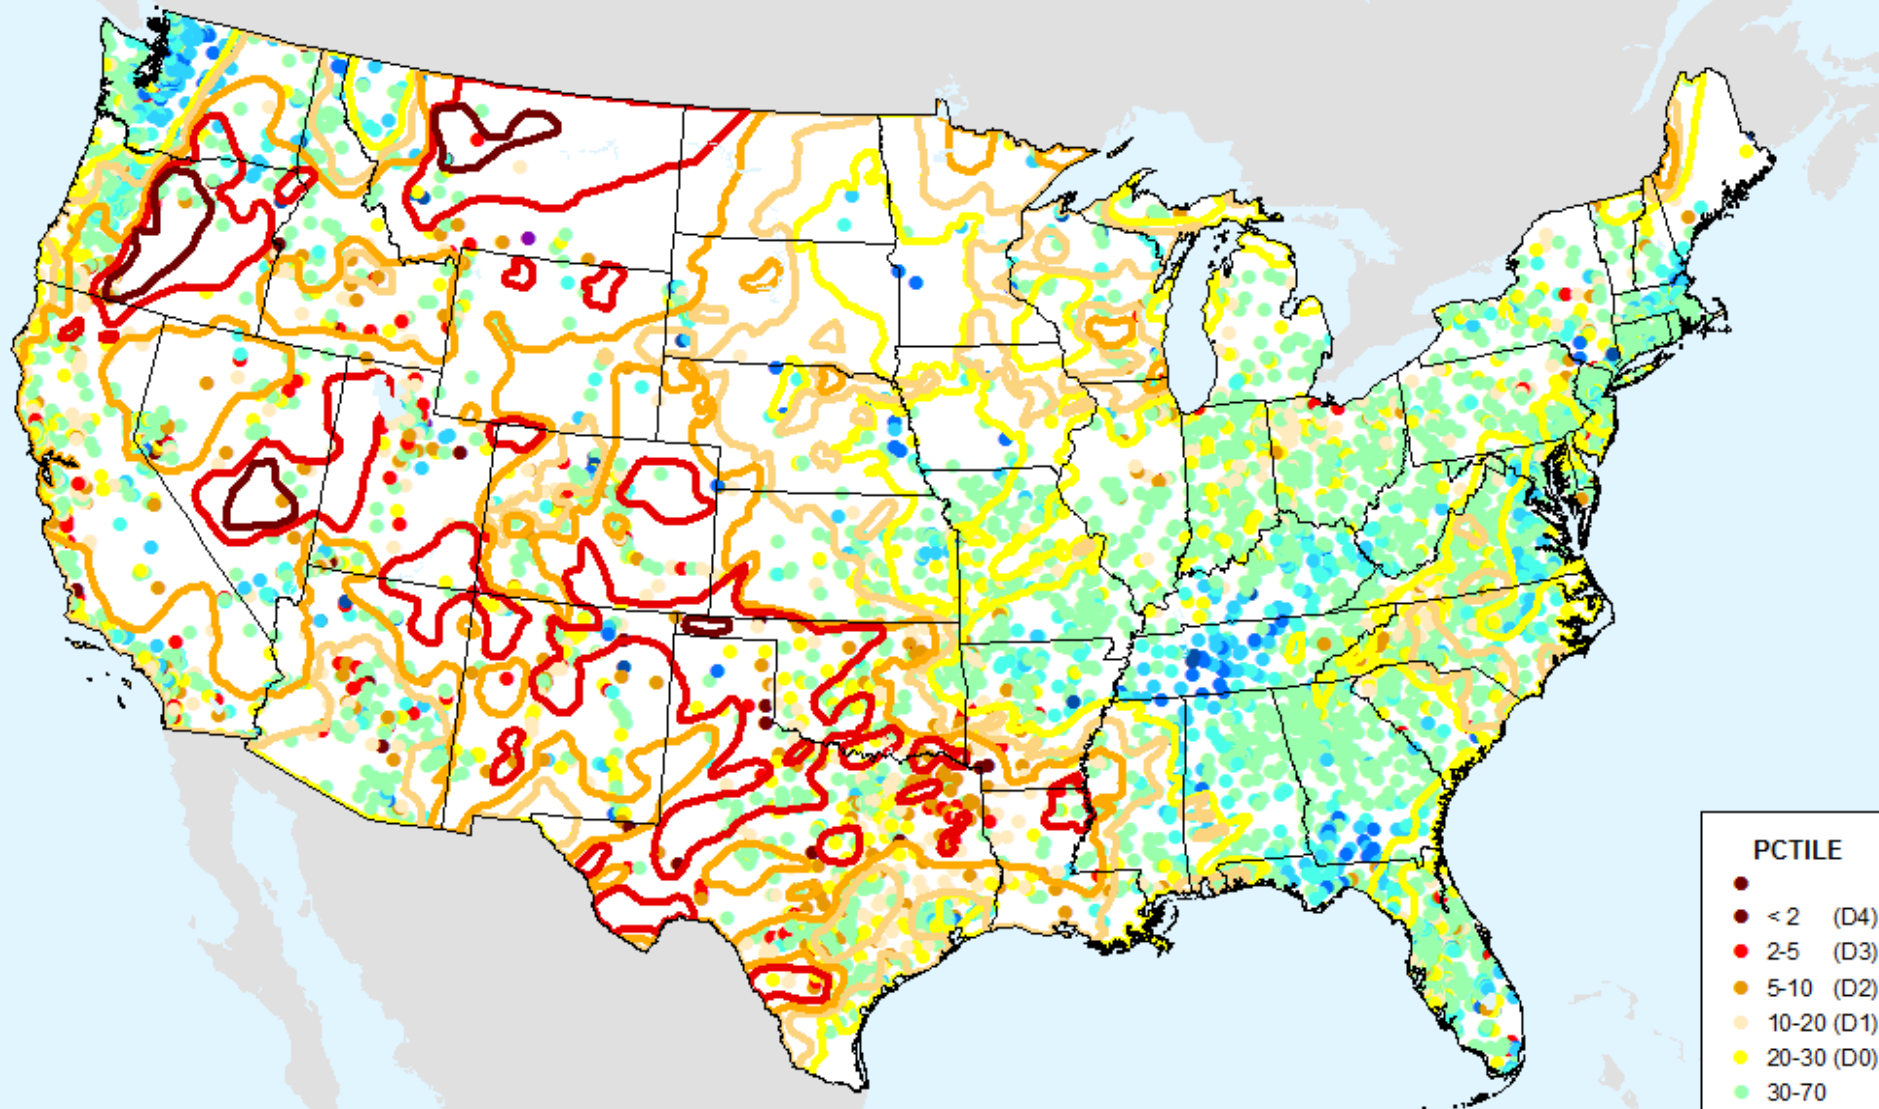 PCTILE
< 2 (D4)
2-5 (D3)
5-10 (D2)
10-20 (D1)
20-30 (D0)
30-70